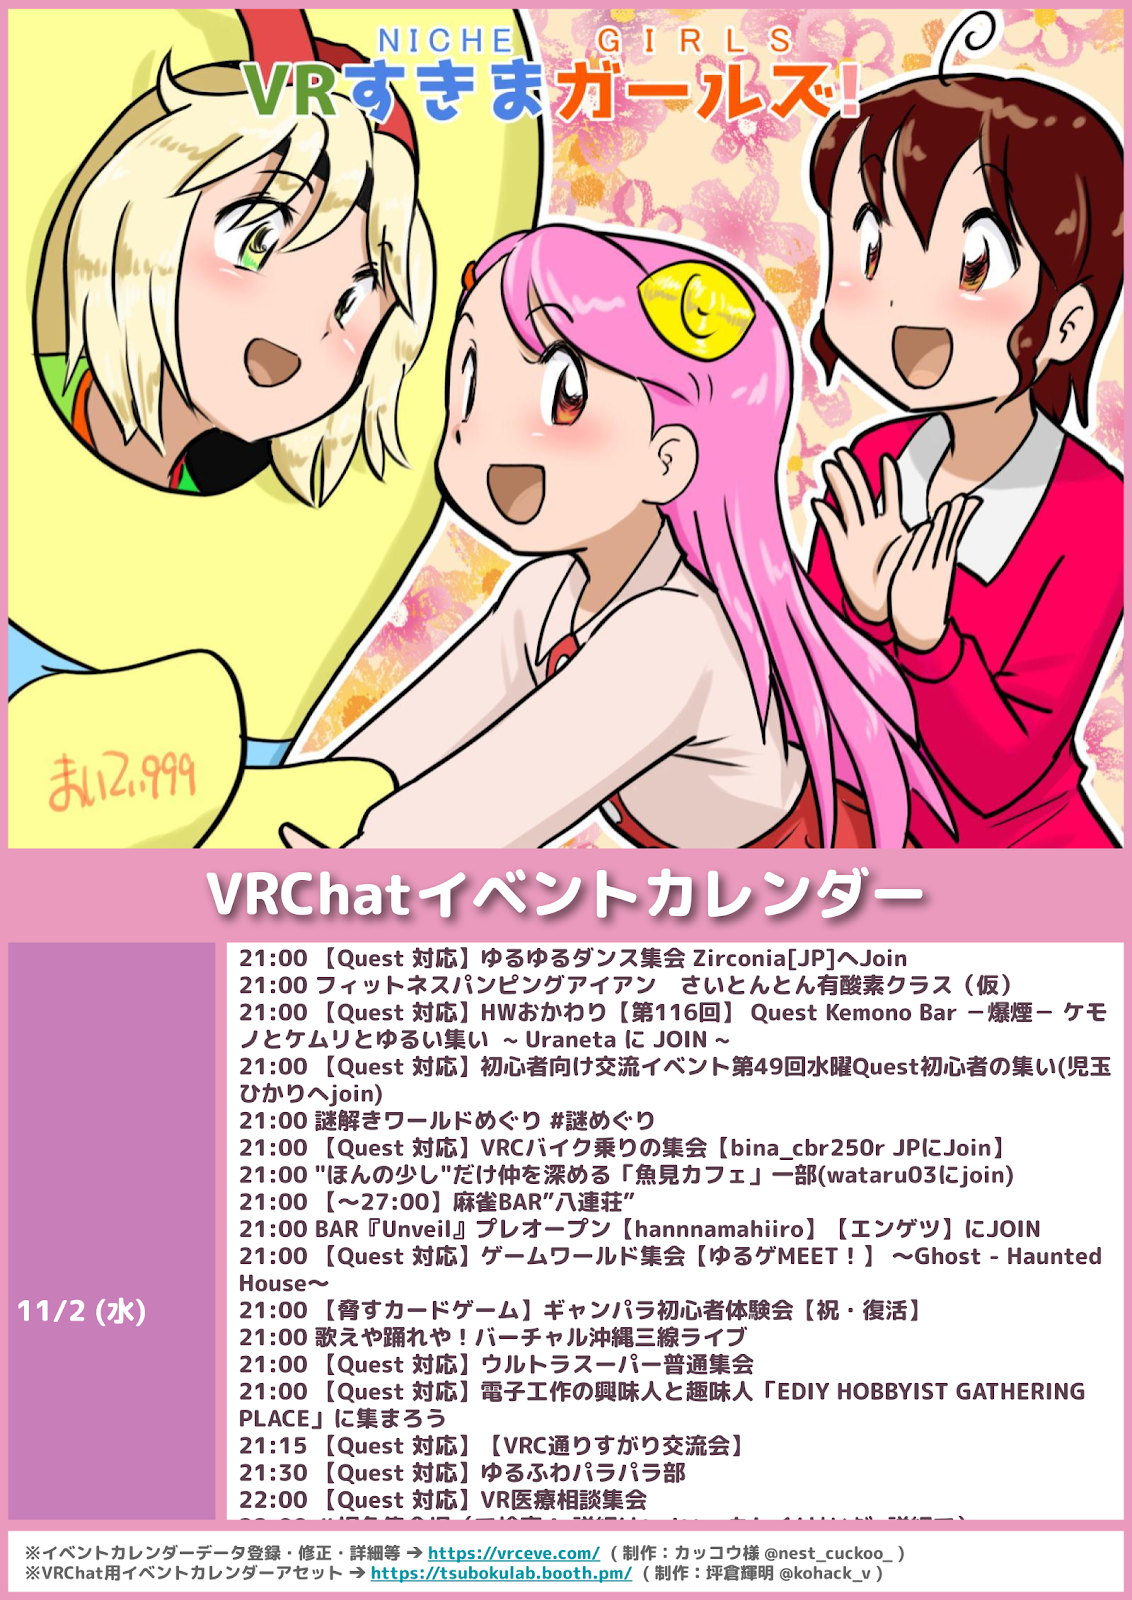 NICHE GIRLS
VRすきまガールズ!
まいてぃ999
VRChatイベントカレンダー
11/2 (水)
21:00 【Quest 対応】ゆるゆるダンス集会 Zirconia[JP]へJoin
21:00 フィットネスパンピングアイアン　さいとんとん有酸素クラス（仮）
21:00 【Quest 対応】HWおかわり【第116回】 Quest Kemono Bar －爆煙－ ケモ
ノとケムリとゆるい集い ～ Uraneta に JOIN ～
21:00 【Quest 対応】初心者向け交流イベント第49回水曜Quest初心者の集い(児玉
ひかりへjoin)
21:00 謎解きワールドめぐり #謎めぐり
21:00 【Quest 対応】VRCバイク乗りの集会【bina_cbr250r JPにJoin】
21:00 "ほんの少し"だけ仲を深める「魚見カフェ」一部(wataru03にjoin)
21:00 【～27:00】麻雀BAR”八連荘”
21:00 BAR『Unveil』プレオープン【hannnamahiiro】【エンゲツ】にJOIN
21:00 【Quest 対応】ゲームワールド集会【ゆるゲMEET！】 ～Ghost - Haunted
House～
21:00 【脅すカードゲーム】ギャンパラ初心者体験会【祝・復活】
21:00 歌えや踊れや！バーチャル沖縄三線ライブ
21:00 【Quest 対応】ウルトラスーパー普通集会
21:00 【Quest 対応】電子工作の興味人と趣味人「EDIY HOBBYIST GATHERING
PLACE」に集まろう
21:15 【Quest 対応】【VRC通りすがり交流会】
21:30 【Quest 対応】ゆるふわパラパラ部
22:00 【Quest 対応】VR医療相談集会
※イベントカレンダーデータ登録・修正・詳細等 ➔ https://vrceve.com/ （制作：カッコウ様 @nest_cuckoo_ ）
※VRChat用イベントカレンダーアセット ➔ https://tsubokulab.booth.pm/ （制作：坪倉輝明 @kohack_v ）